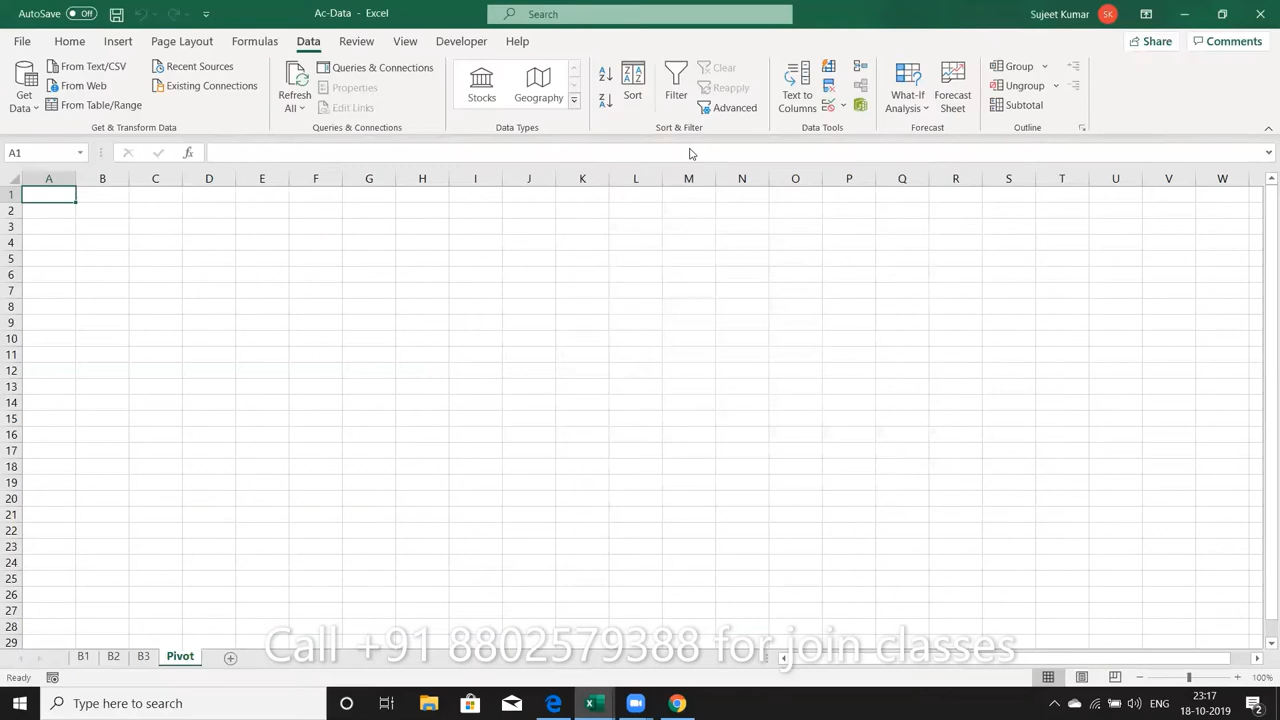 AutoSave Off
Ac-Data - Excel
Search
Sujeet Kumar SK
File Home Insert Page Layout Formulas Data Review View Developer Help Share Comments
Get Data
From Text/CSV
From Web
From Table/Range
Recent Sources
Existing Connections
Get & Transform Data
Refresh All
Queries & Connections
Properties
Edit Links
Queries & Connections
Stocks
Geography
Data Types
Sort
Filter
Clear
Reapply
Advanced
Sort & Filter
Text to Columns
Data Tools
What-If Analysis
Forecast Sheet
Forecast
Group
Ungroup
Subtotal
Outline
A1 fx
A B C D E F G H I J K L M N O P Q R S T U V W
1
2
3
4
5
6
7
8
9
10
11
12
13
14
15
16
17
18
19
20
21
22
23
24
25
26
27
28
29
Call +91 8802579388 for join classes
B1 B2 B3 Pivot
Ready 100%
Type here to search
ENG
23:17
18-10-2019
2